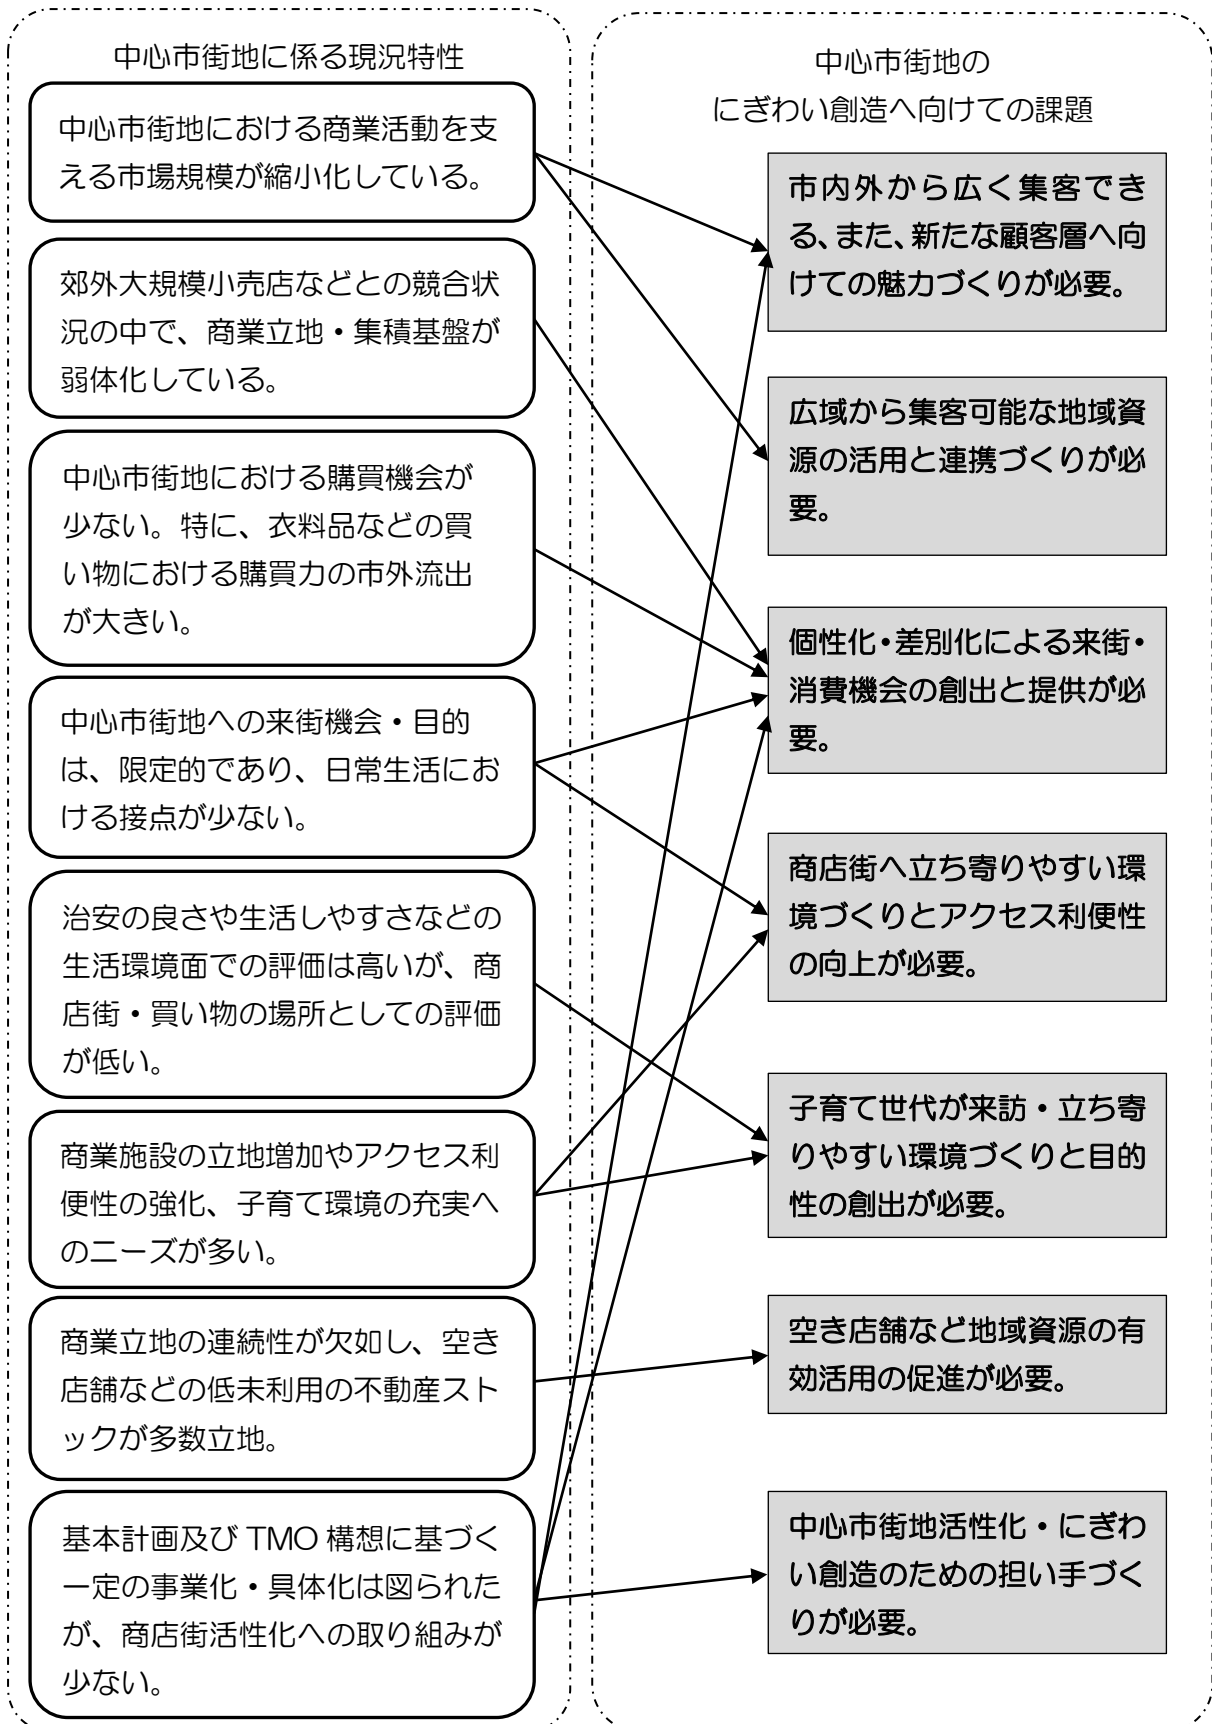 中心市街地に係る現況特性
中心市街地における商業活動を支
える市場規模が縮小化している。
郊外大規模小売店などとの競合状
況の中で、商業立地・集積基盤が
弱体化している。
中心市街地における購買機会が
少ない。特に、衣料品などの買
い物における購買力の市外流出
が大きい。
中心市街地への来街機会・目的
は、限定的であり、日常生活にお
ける接点が少ない。
治安の良さや生活しやすさなどの
生活環境面での評価は高いが、商
店街・買い物の場所としての評価
が低い。
商業施設の立地増加やアクセス利
便性の強化、子育て環境の充実へ
のニーズが多い。
商業立地の連続性が欠如し、空き
店舗などの低未利用の不動産スト
ックが多数立地。
基本計画及び TMO 構想に基づく
一定の事業化・具体化は図られた
が、商店街活性化への取り組みが
少ない。
中心市街地の
にぎわい創造へ向けての課題
市内外から広く集客でき
る、また、新たな顧客層へ向
けての魅力づくりが必要。
広域から集客可能な地域資
源の活用と連携づくりが必
要。
個性化・差別化による来街・
消費機会の創出と提供が必
要。
商店街へ立ち寄りやすい環
境づくりとアクセス利便性
の向上が必要。
子育て世代が来訪・立ち寄
りやすい環境づくりと目的
性の創出が必要。
空き店舗など地域資源の有
効活用の促進が必要。
中心市街地活性化・にぎわ
い創造のための担い手づく
りが必要。